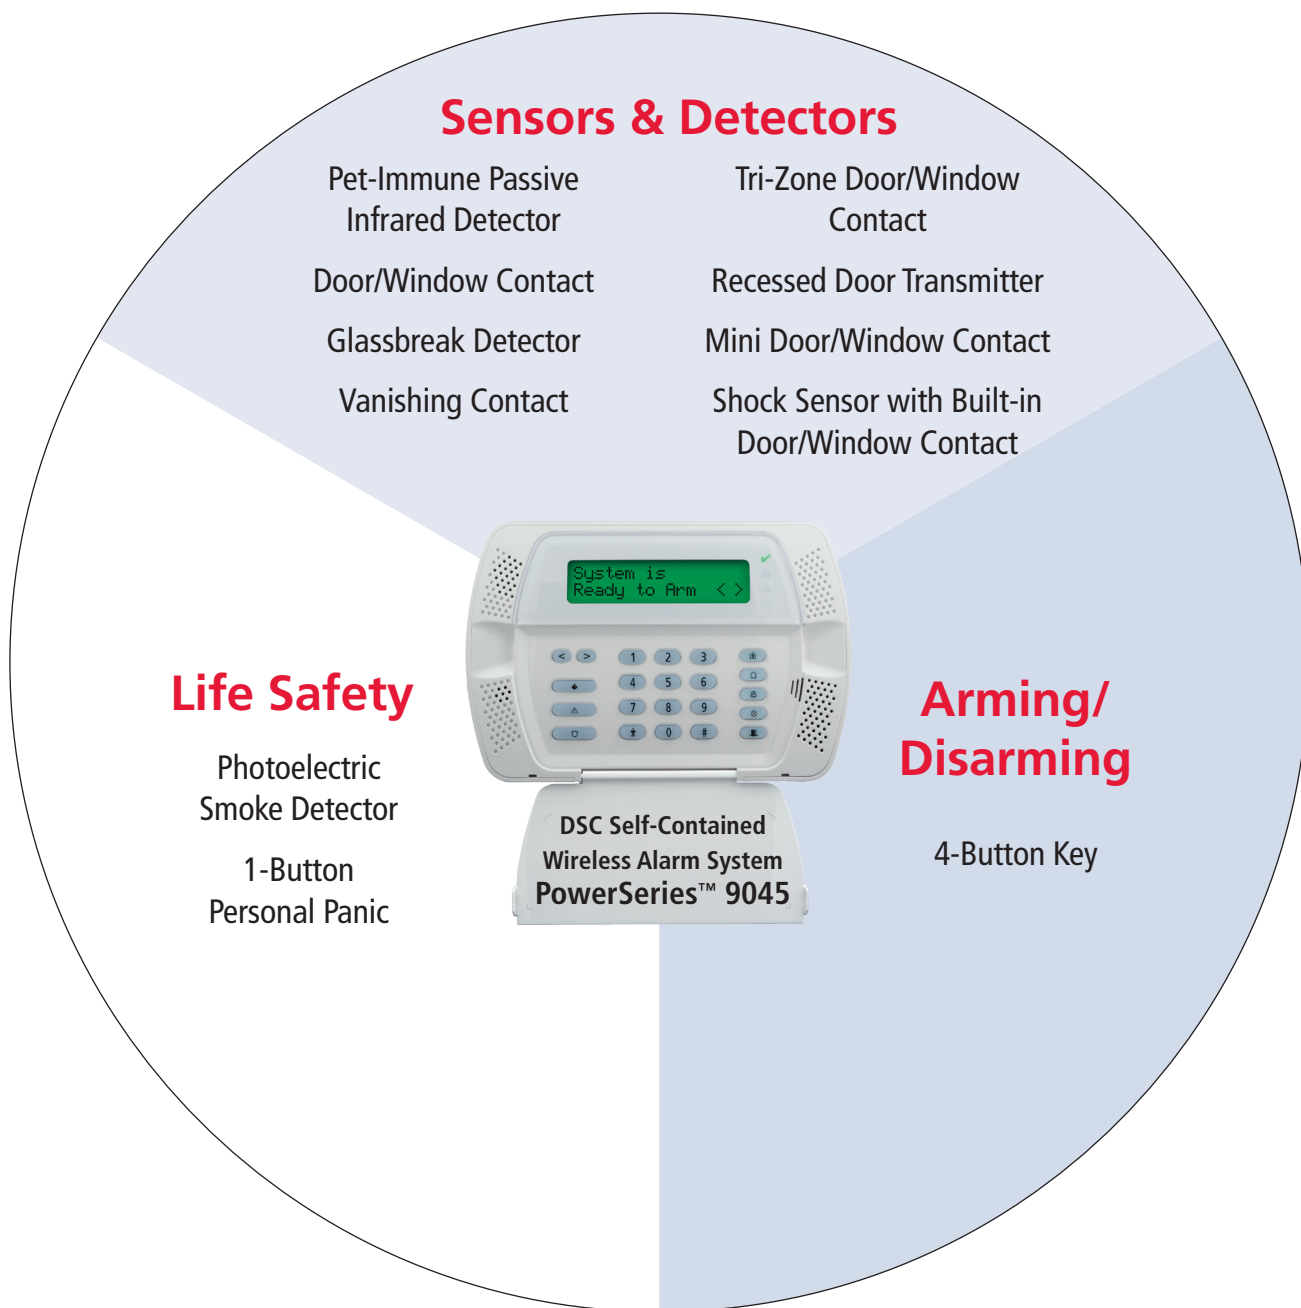 Sensors & Detectors
Pet-Immune Passive
Infrared Detector
Door/Window Contact
Glassbreak Detector
Vanishing Contact
Tri-Zone Door/Window
Contact
Recessed Door Transmitter
Mini Door/Window Contact
Shock Sensor with Built-in
Door/Window Contact
System is
Ready to Arm < >
< > 1 2 3
4 5 6
7 8 9
* 0 #
DSC Self-Contained
Wireless Alarm System
PowerSeries™ 9045
Life Safety
Photoelectric
Smoke Detector
1-Button
Personal Panic
Arming/
Disarming
4-Button Key